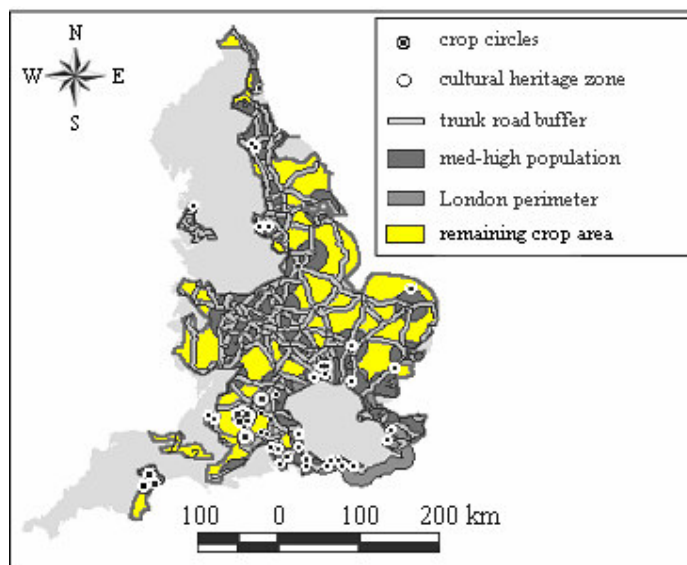 N
W E
S
crop circles
cultural heritage zone
trunk road buffer
med-high population
London perimeter
remaining crop area
100 0 100 200 km